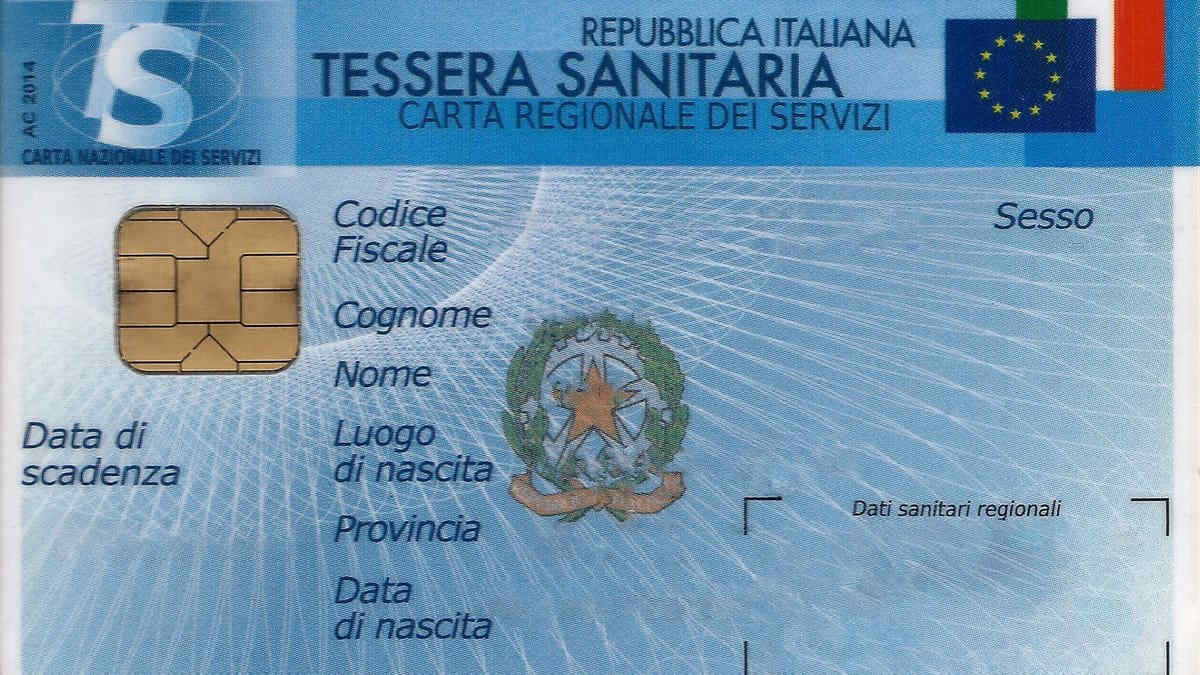 REPUBBLICA ITALIANA
TESSERA SANITARIA
CARTA REGIONALE DEI SERVIZI
TS
AC 2014
CARTA NAZIONALE DEI SERVIZI
Codice
Fiscale
Sesso
Cognome
Nome
Data di
scadenza
Luogo
di nascita
Dati sanitari regionali
Provincia
Data
di nascita